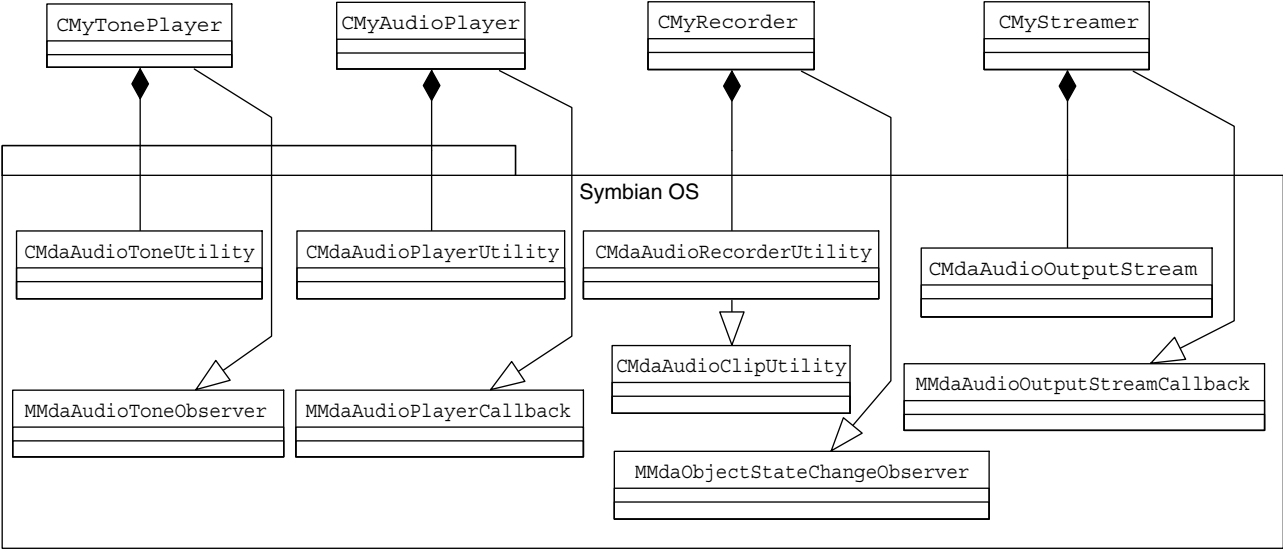 CMyTonePlayer
CMyAudioPlayer
CMyRecorder
CMyStreamer
Symbian OS
CMdaAudioToneUtility
CMdaAudioPlayerUtility
CMdaAudioRecorderUtility
CMdaAudioOutputStream
CMdaAudioClipUtility
MMdaAudioToneObserver
MMdaAudioPlayerCallback
MMdaAudioOutputStreamCallback
MMdaObjectStateChangeObserver